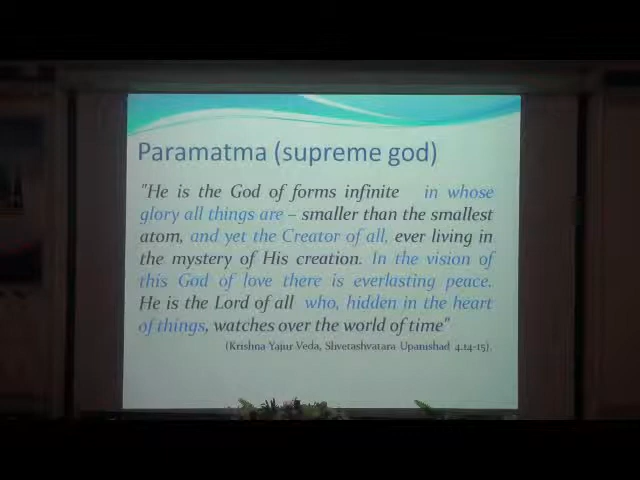 Paramatma (supreme god)
"He is the God of forms infinite in whose
glory all things are – smaller than the smallest
atom, and yet the Creator of all, ever living in
the mystery of His creation. In the vision of
this God of love there is everlasting peace.
He is the Lord of all who, hidden in the heart
of things, watches over the world of time"
(Krishna Yajur Veda, Shvetashvatara Upanishad 4.14-15).